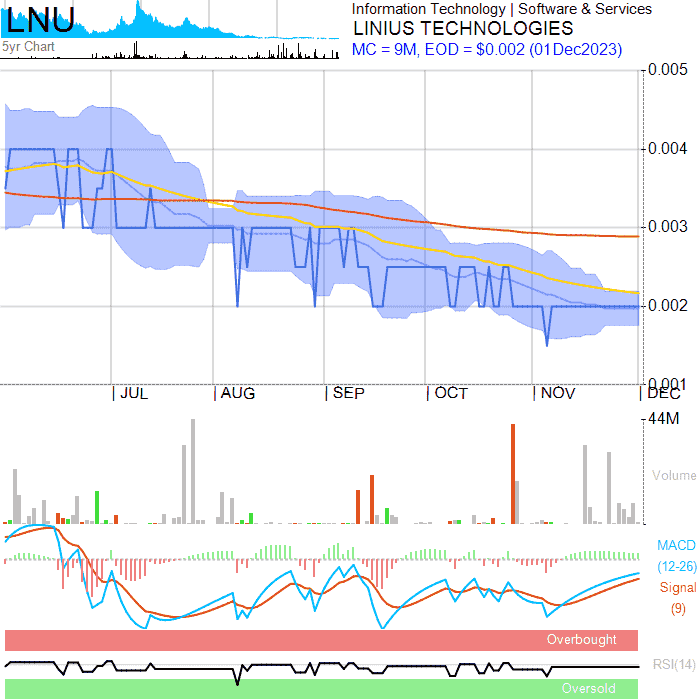 LNU
5yr Chart
Information Technology | Software & Services
LINIUS TECHNOLOGIES
MC = 9M, EOD = $0.002 (01Dec2023)
0.005
0.004
0.003
0.002
0.001
| JUL | AUG | SEP | OCT | NOV | DEC
44M
Volume
MACD
(12-26)
Signal
(9)
Overbought
RSI(14)
Oversold